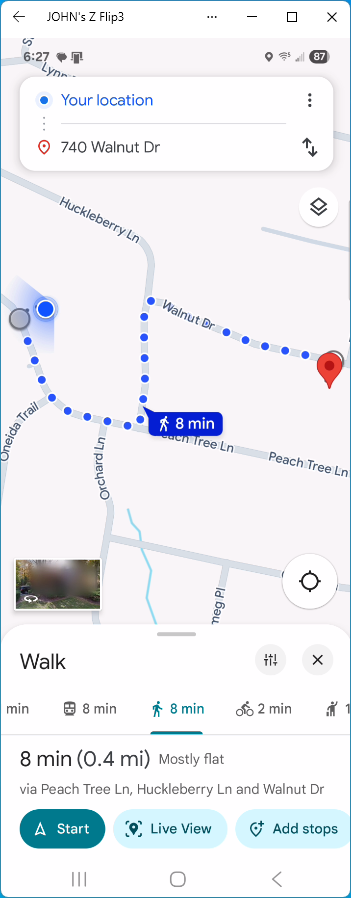 JOHN's Z Flip3
6:27
87
Lynn
Your location
740 Walnut Dr
Huckleberry Ln
Walnut Dr
8 min
Peach Tree Ln
Peach Tree Ln
Oneida Trail
Orchard Ln
meg Pl
Walk
min
8 min
8 min
2 min
1
8 min (0.4 mi) Mostly flat
via Peach Tree Ln, Huckleberry Ln and Walnut Dr
Start
Live View
Add stops